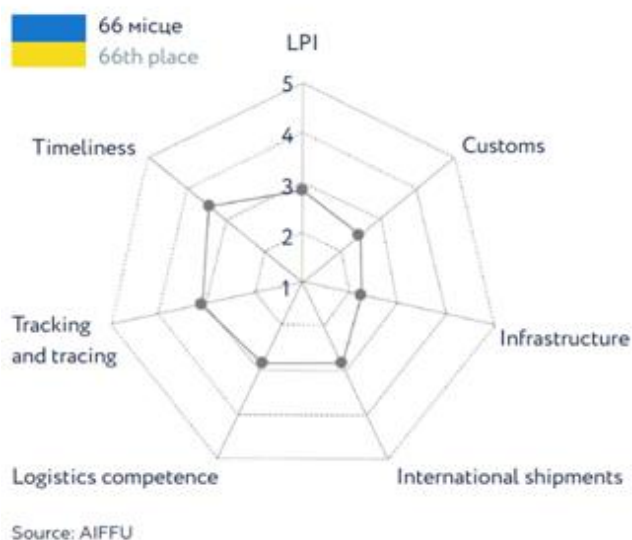 66 місце
66th place
LPI
5
4
3
2
1
Timeliness
Customs
Tracking
and tracing
Infrastructure
Logistics competence
International shipments
Source: AIFFU